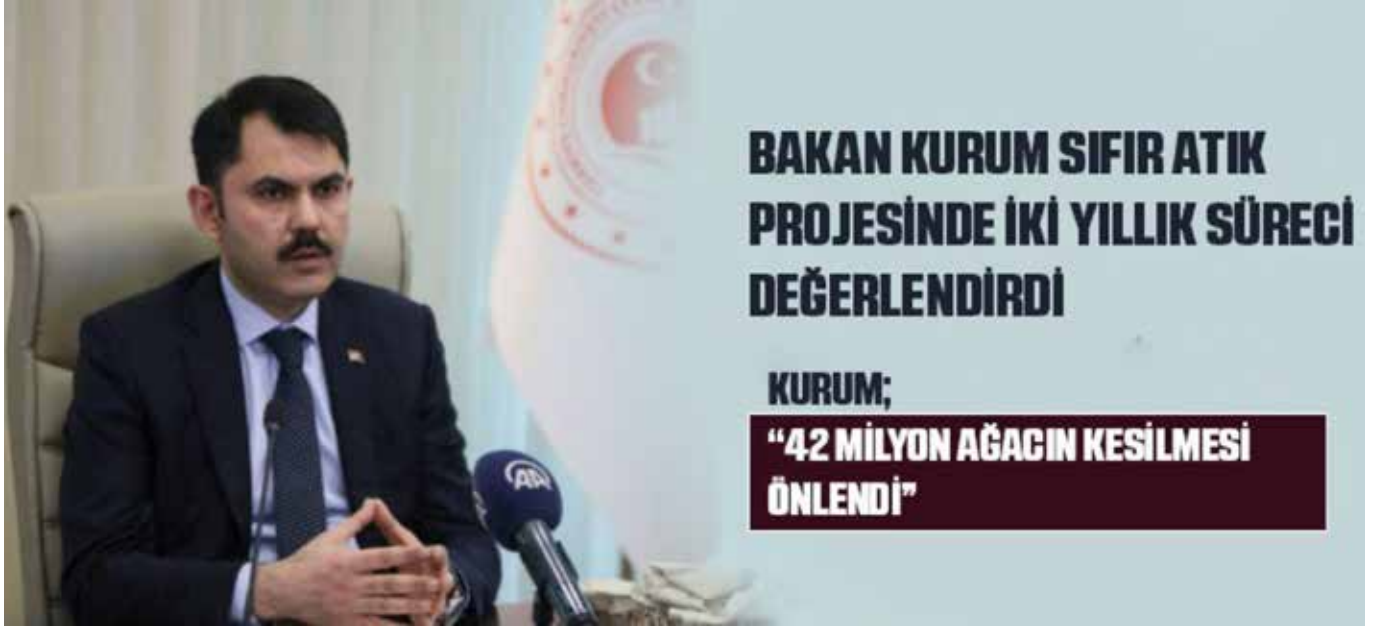 BAKAN KURUM SIFIR ATIK
PROJESİNDE İKİ YILLIK SÜRECİ
DEĞERLENDİRDİ
KURUM;
“42 MİLYON AĞACIN KESİLMESİ
ÖNLENDİ”
AA